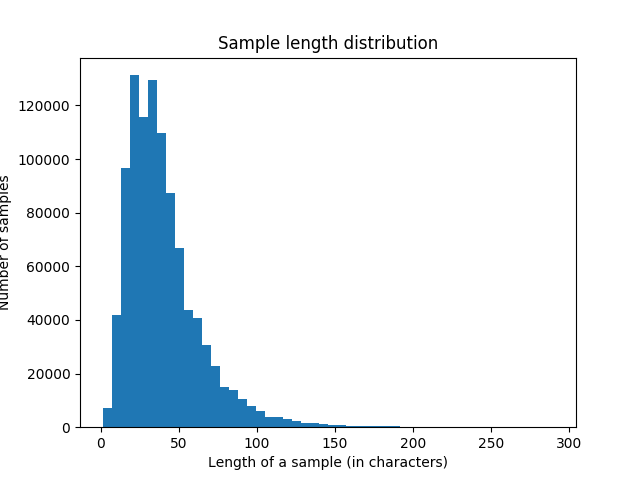 Sample length distribution
Number of samples
120000
100000
80000
60000
40000
20000
0
0 50 100 150 200 250 300
Length of a sample (in characters)